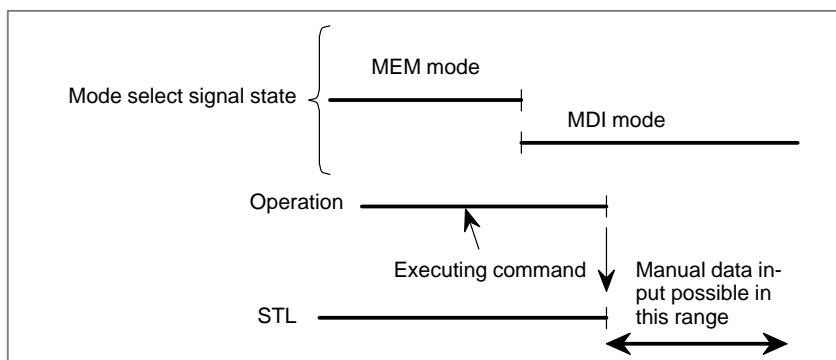 MEM mode
Mode select signal state
MDI mode
Operation
Executing command
Manual data in-
put possible in
this range
STL